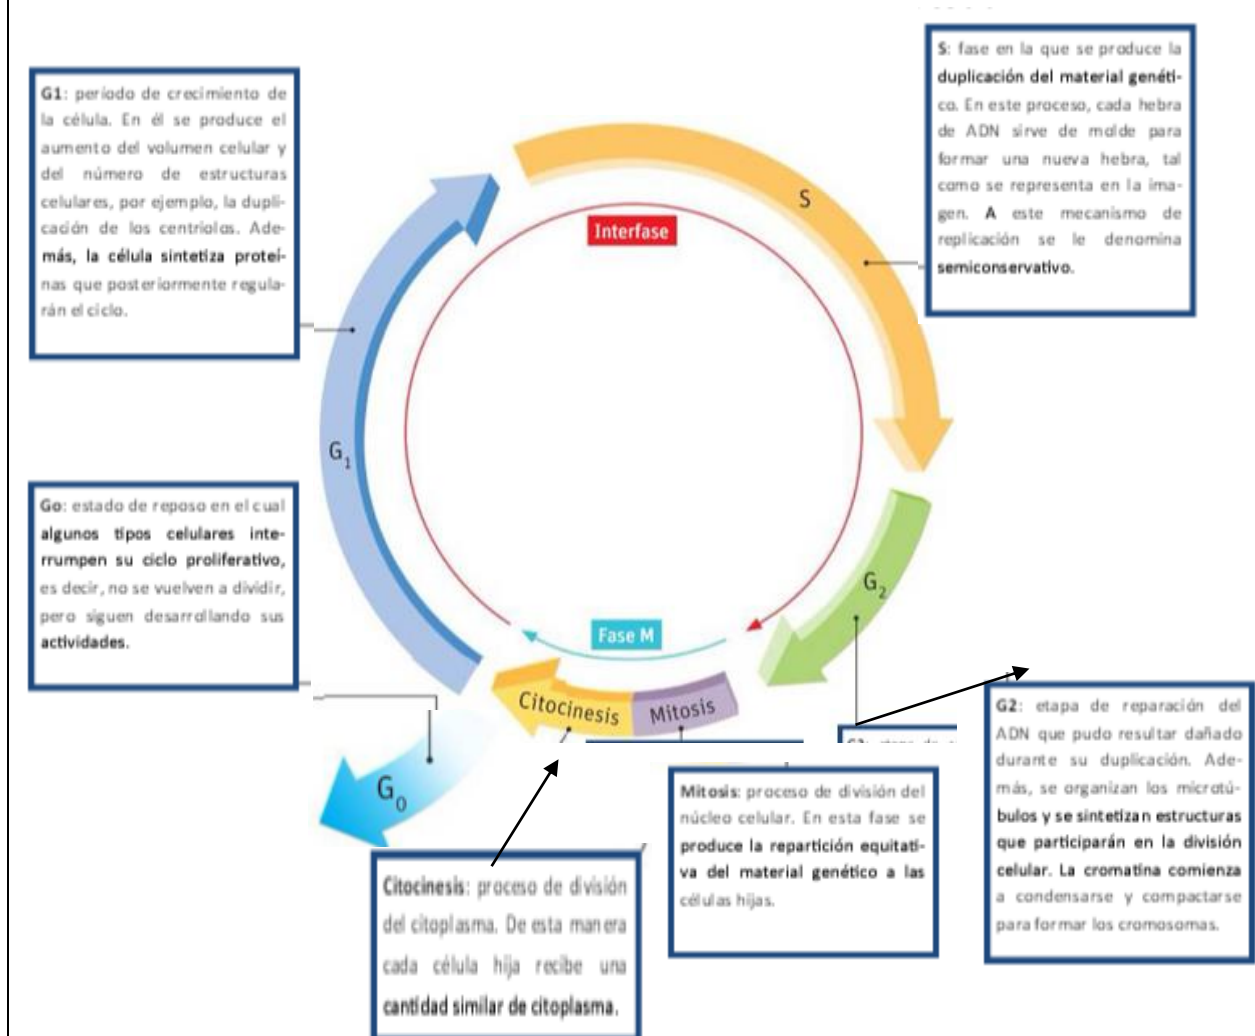 G1: período de crecimiento de
la célula. En él se produce el
aumento del volumen celular y
del número de estructuras
celulares, por ejemplo, la dupli-
cación de los centriolos. Ade-
más, la célula sintetiza proteí-
nas que posteriormente regula-
rán el ciclo.
S: fase en la que se produce la
duplicación del material genéti-
co. En este proceso, cada hebra
de ADN sirve de molde para
formar una nueva hebra, tal
como se representa en la ima-
gen. A este mecanismo de
replicación se le denomina
semiconservativo.
S
Interfase
G1
Go: estado de reposo en el cual
algunos tipos celulares inte-
rrumpen su ciclo proliferativo,
es decir, no se vuelven a dividir,
pero siguen desarrollando sus
actividades.
G2
Fase M
Citocinesis
Mitosis
G0
G2: etapa de reparación del
ADN que pudo resultar dañado
durante su duplicación. Ade-
más, se organizan los microtú-
bulos y se sintetizan estructuras
que participarán en la división
celular. La cromatina comienza
a condensarse y compactarse
para formar los cromosomas.
Mitosis: proceso de división del
núcleo celular. En esta fase se
produce la repartición equitati-
va del material genético a las
células hijas.
Citocinesis: proceso de división
del citoplasma. De esta manera
cada célula hija recibe una
cantidad similar de citoplasma.